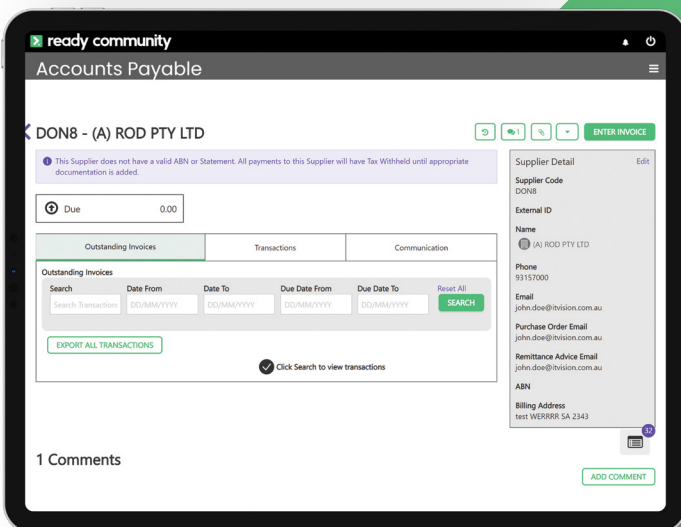 ready community
Accounts Payable
DON8 - (A) ROD PTY LTD
1
ENTER INVOICE
This Supplier does not have a valid ABN or Statement. All payments to this Supplier will have Tax Withheld until appropriate
documentation is added.
Due 0.00
Outstanding Invoices Transactions Communication
Outstanding Invoices
Search Date From Date To Due Date From Due Date To Reset All
Search Transaction DD/MM/YYYY DD/MM/YYYY DD/MM/YYYY DD/MM/YYYY SEARCH
EXPORT ALL TRANSACTIONS
Click Search to view transactions
Supplier Detail Edit
Supplier Code
DON8
External ID
Name
(A) ROD PTY LTD
Phone
93157000
Email
john.doe@itvision.com.au
Purchase Order Email
john.doe@itvision.com.au
Remittance Advice Email
john.doe@itvision.com.au
ABN
Billing Address
test WERRRR SA 2343
32
1 Comments
ADD COMMENT